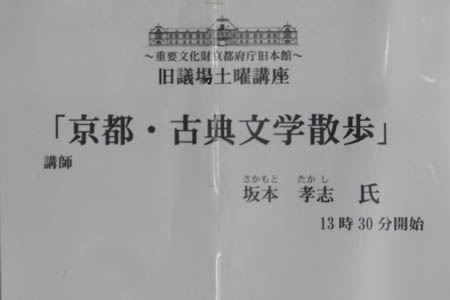 ～重要文化財京都府庁旧本館～
旧議場土曜講座
「京都・古典文学散歩」
講師
さかもと たかし
坂本 孝志 氏
13時30分開始